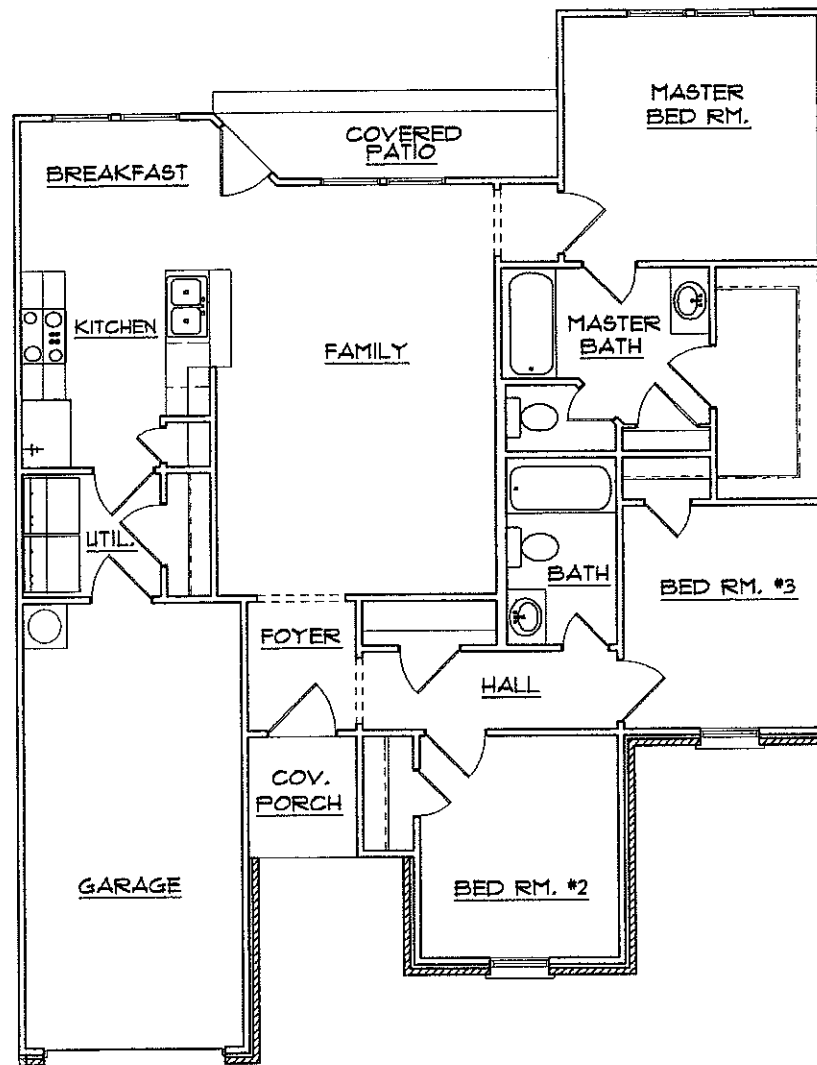 MASTER
BED RM.
COVERED
PATIO
BREAKFAST
KITCHEN
FAMILY
MASTER
BATH
UTIL.
BATH
BED RM. #3
FOYER
HALL
COV.
PORCH
GARAGE
BED RM. #2